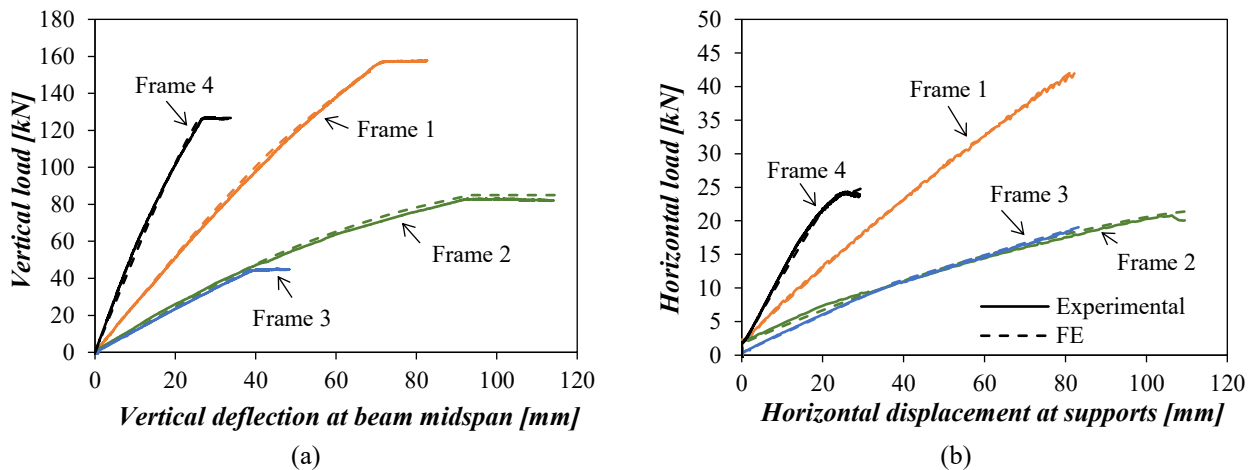 180
160
140
120
100
80
60
40
20
0
Vertical load [kN]
Frame 4
Frame 1
Frame 2
Frame 3
0 20 40 60 80 100 120
Vertical deflection at beam midspan [mm]
(a)
50
45
40
35
30
25
20
15
10
5
0
Horizontal load [kN]
Frame 1
Frame 4
Frame 3
Frame 2
Experimental
FE
0 20 40 60 80 100 120
Horizontal displacement at supports [mm]
(b)